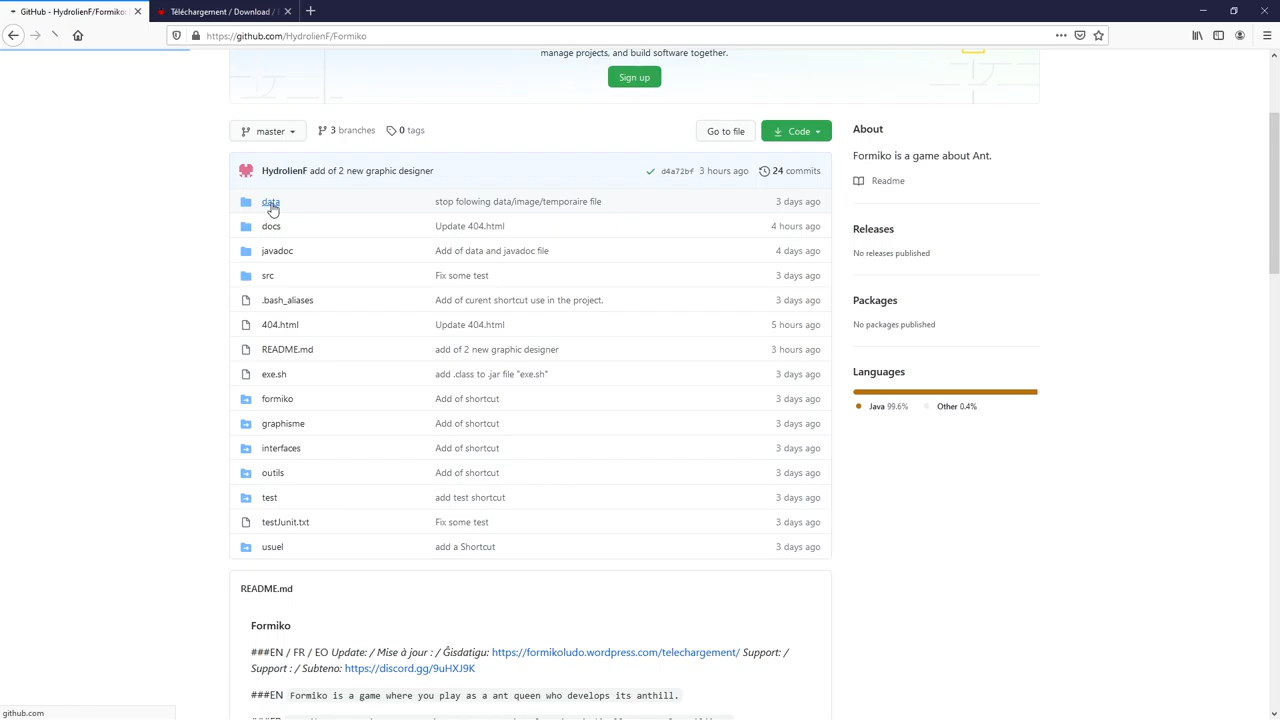 GitHub - HydrolienF/Formiko:
Téléchargement / Download /
https://github.com/HydrolienF/Formiko
manage projects, and build software together.
Sign up
master
3 branches
0 tags
Go to file
Code
HydrolienF add of 2 new graphic designer
d4a72bf 3 hours ago
24 commits
data stop folowing data/image/temporaire file 3 days ago
docs Update 404.html 4 hours ago
javadoc Add of data and javadoc file 4 days ago
src Fix some test 3 days ago
.bash_aliases Add of curent shortcut use in the project. 3 days ago
404.html Update 404.html 5 hours ago
README.md add of 2 new graphic designer 3 hours ago
exe.sh add .class to .jar file "exe.sh" 3 days ago
formiko Add of shortcut 3 days ago
graphisme Add of shortcut 3 days ago
interfaces Add of shortcut 3 days ago
outils Add of shortcut 3 days ago
test add test shortcut 3 days ago
testJunit.txt Fix some test 3 days ago
usuel add a Shortcut 3 days ago
About
Formiko is a game about Ant.
Readme
Releases
No releases published
Packages
No packages published
Languages
Java 99.6%
Other 0.4%
README.md
Formiko
###EN / FR / EO Update: / Mise à jour : / Ĝisdatigu: https://formikoludo.wordpress.com/telechargement/ Support: /
Support : / Subteno: https://discord.gg/9uHXJ9K
###EN Formiko is a game where you play as a ant queen who develops its anthill.
github.com